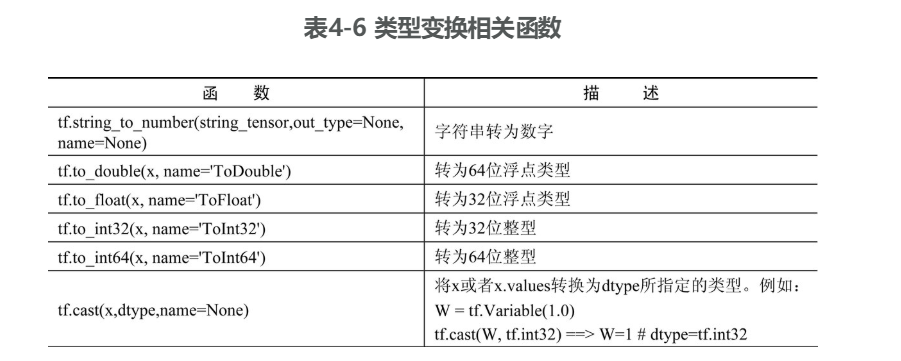 表4-6 类型变换相关函数
函 数 描 述
tf.string_to_number(string_tensor,out_type=None,
name=None)
字符串转为数字
tf.to_double(x, name='ToDouble') 转为64位浮点类型
tf.to_float(x, name='ToFloat') 转为32位浮点类型
tf.to_int32(x, name='ToInt32') 转为32位整型
tf.to_int64(x, name='ToInt64') 转为64位整型
tf.cast(x,dtype,name=None)
将x或者x.values转换为dtype所指定的类型。例如：
W = tf.Variable(1.0)
tf.cast(W, tf.int32) ==> W=1 # dtype=tf.int32